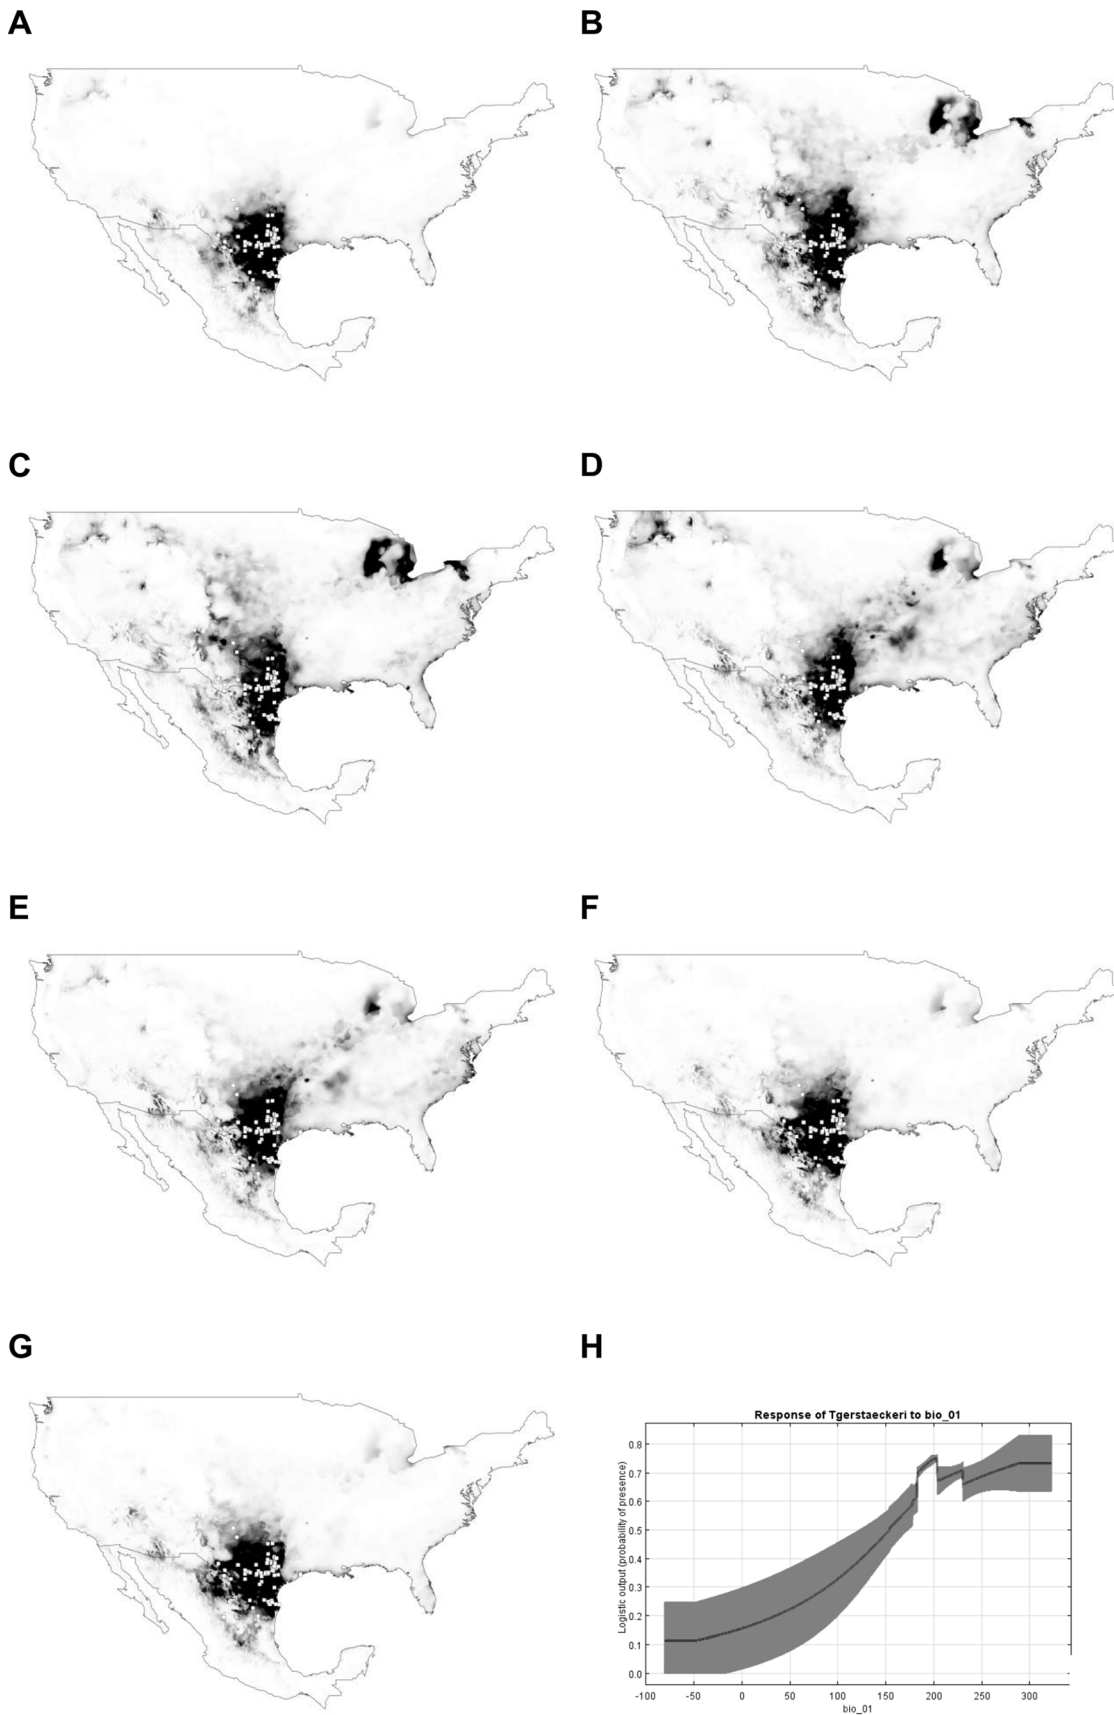 A
B
C
D
E
F
G
H
Response of Tgerstaeckeri to bio_01
Logistic output (probability of presence)
0.8
0.7
0.6
0.5
0.4
0.3
0.2
0.1
0.0
-100 -50 0 50 100 150 200 250 300
bio_01